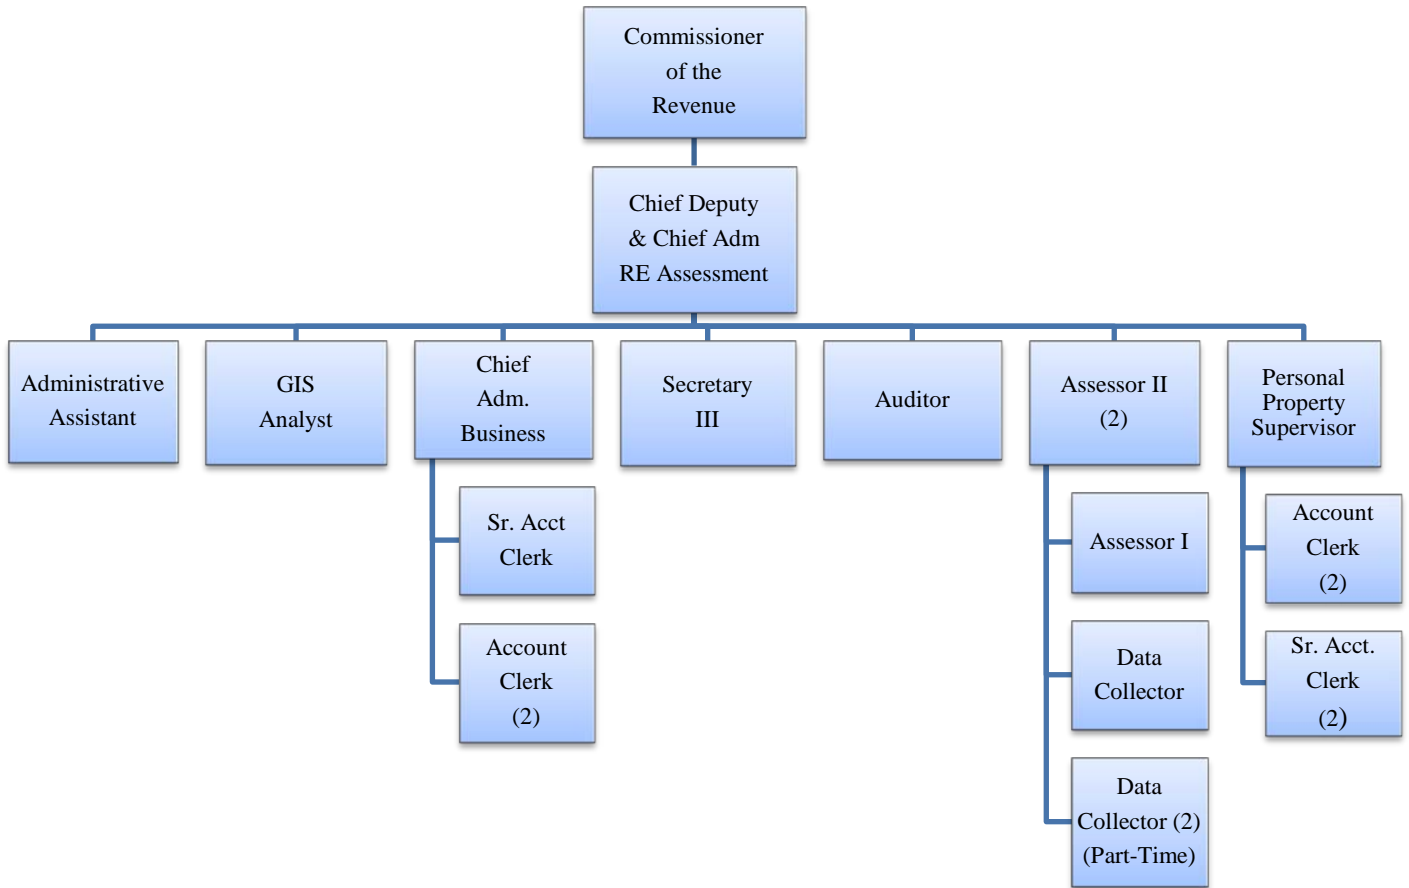 Commissioner
of the
Revenue
Chief Deputy
& Chief Adm
RE Assessment
Administrative
Assistant
GIS
Analyst
Chief
Adm.
Business
Secretary
III
Auditor
Assessor II
(2)
Personal
Property
Supervisor
Sr. Acct
Clerk
Account
Clerk
(2)
Assessor I
Data
Collector
Data
Collector (2)
(Part-Time)
Account
Clerk
(2)
Sr. Acct.
Clerk
(2)